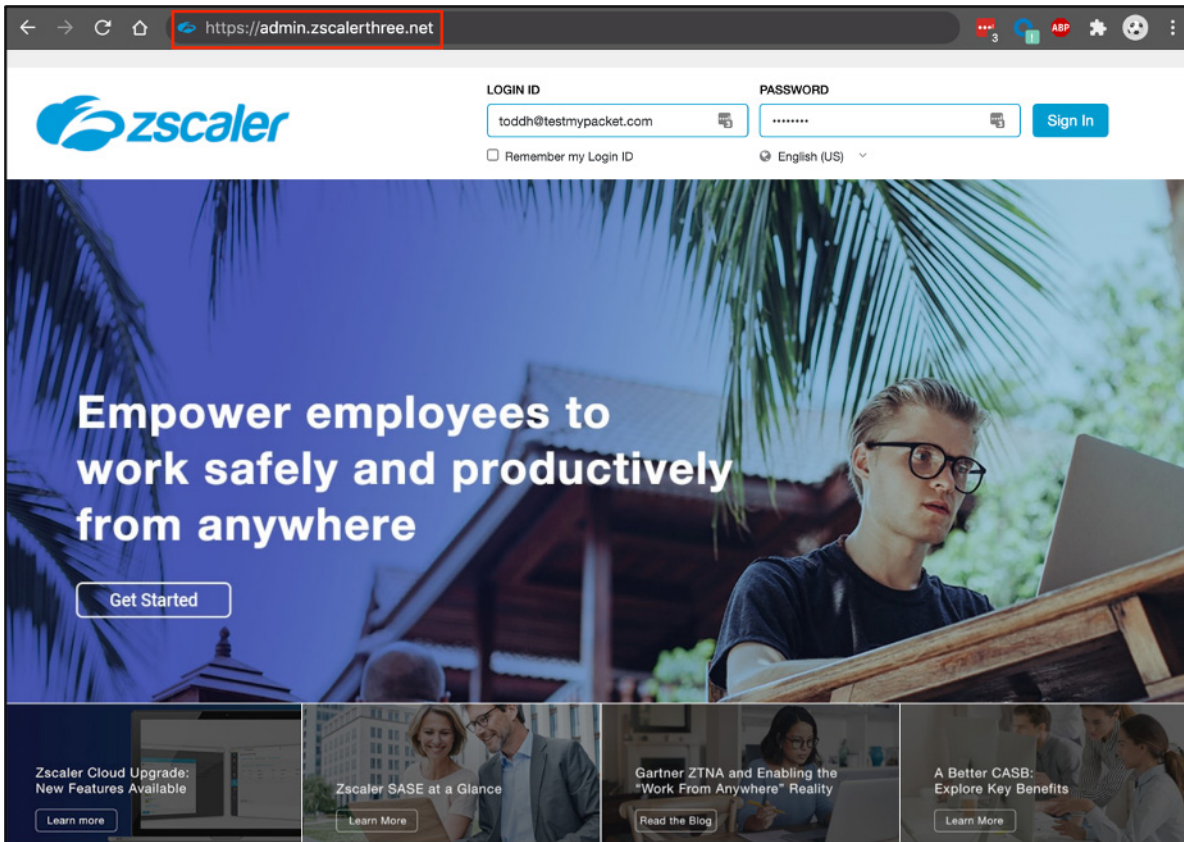 https://admin.zscalerthree.net
3
ABP
zscaler
LOGIN ID
PASSWORD
toddh@testmypacket.com
........
Sign In
Remember my Login ID
English (US)
Empower employees to
work safely and productively
from anywhere
Get Started
Zscaler Cloud Upgrade:
New Features Available
Learn more
Zscaler SASE at a Glance
Learn More
Gartner ZTNA and Enabling the
"Work From Anywhere" Reality
Read the Blog
A Better CASB:
Explore Key Benefits
Learn More